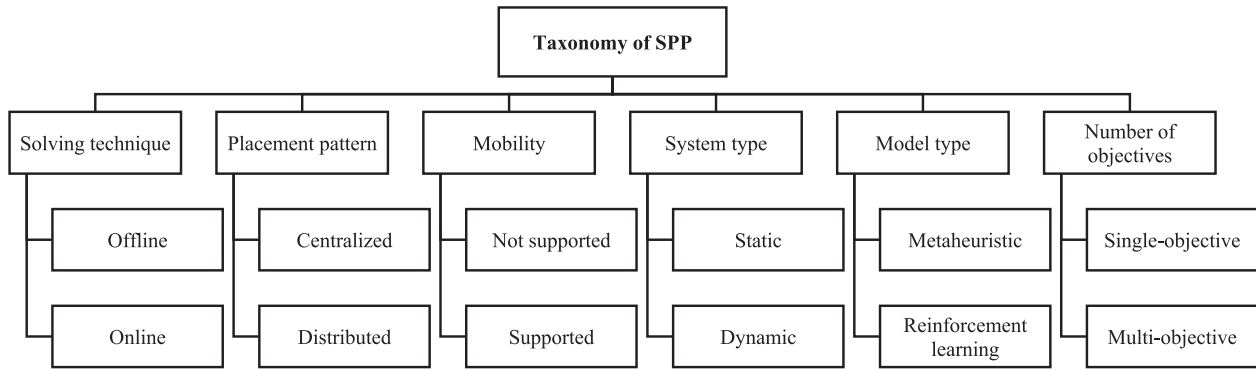 Taxonomy of SPP
Solving technique
Placement pattern
Mobility
System type
Model type
Number of
objectives
Offline
Centralized
Not supported
Static
Metaheuristic
Single-objective
Online
Distributed
Supported
Dynamic
Reinforcement
learning
Multi-objective